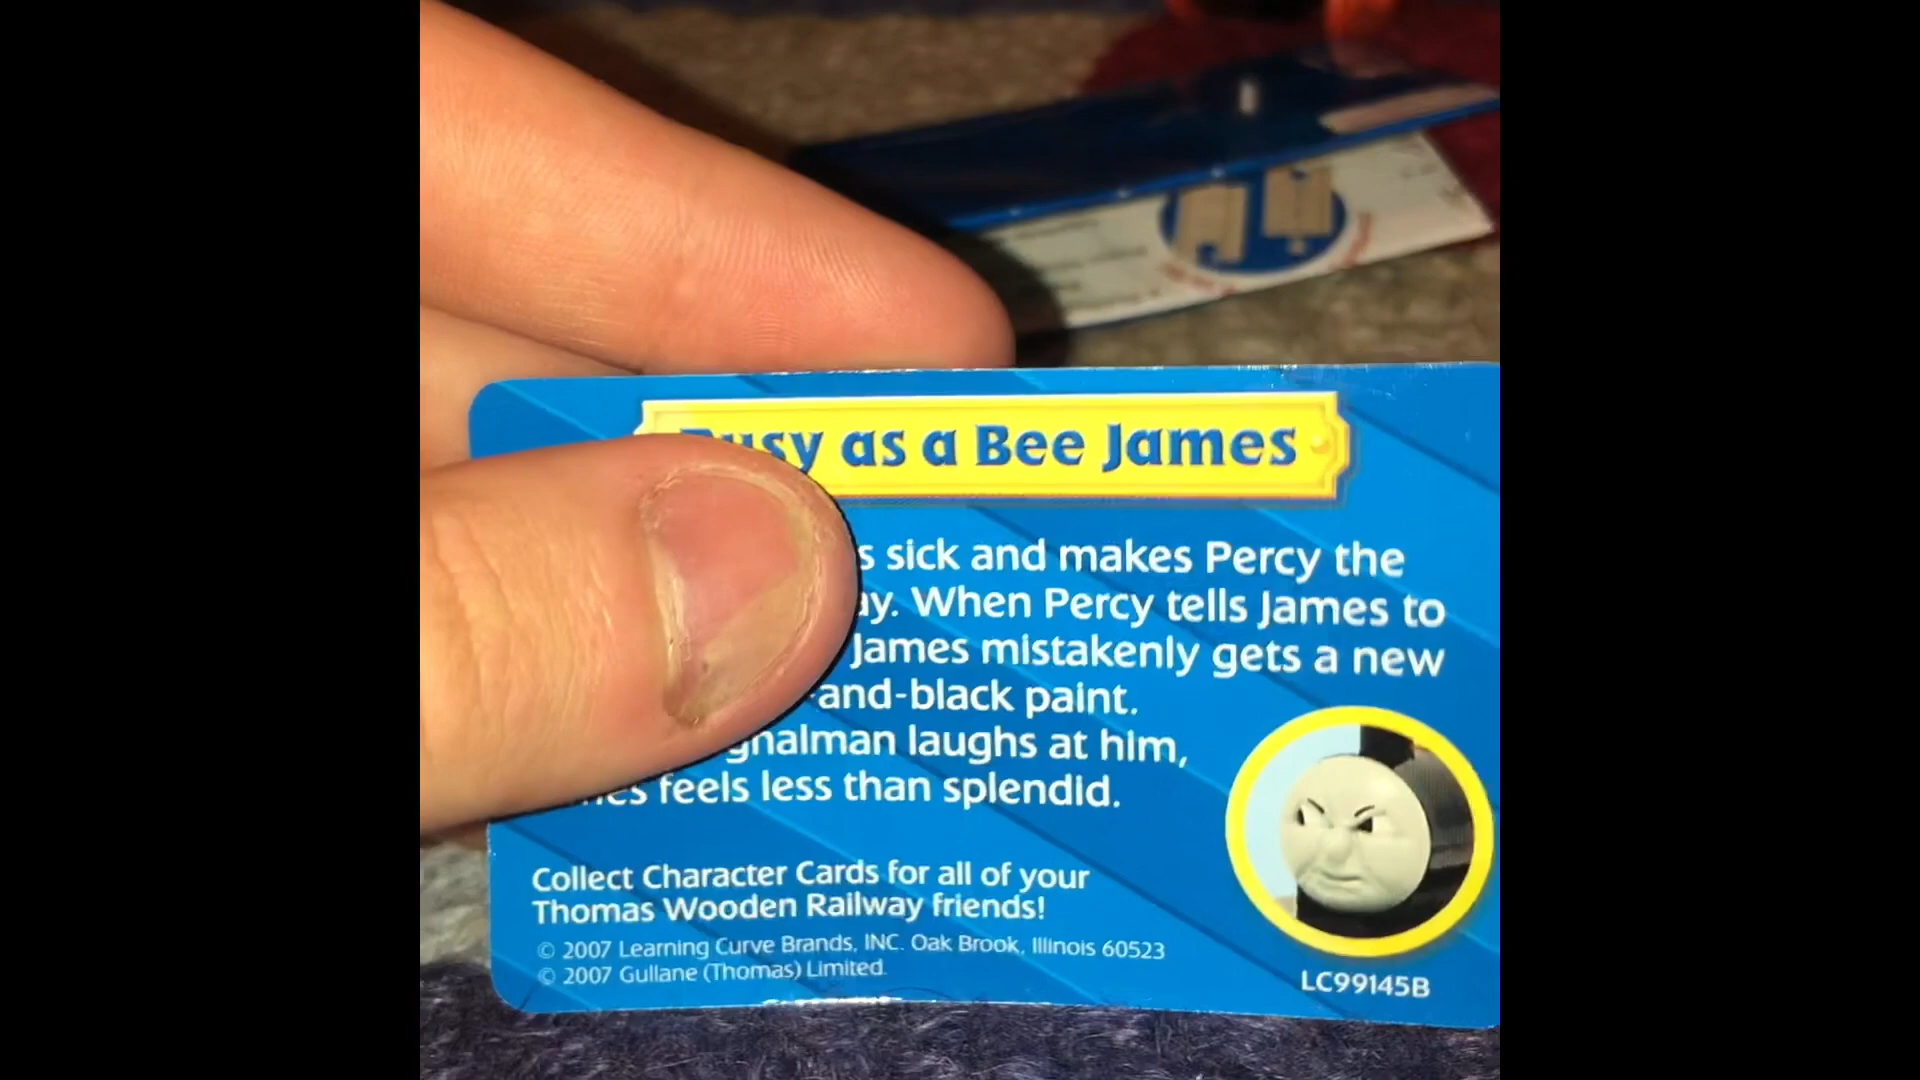 Busy as a Bee James
sick and makes Percy the
When Percy tells James to
James mistakenly gets a new
-and-black paint.
laughs at him,
feels less than splendid.
Collect Character Cards for all of your
Thomas Wooden Railway friends!
© 2007 Learning Curve Brands, INC. Oak Brook, Illinois 60523
© 2007 Gullane (Thomas) Limited.
LC99145B